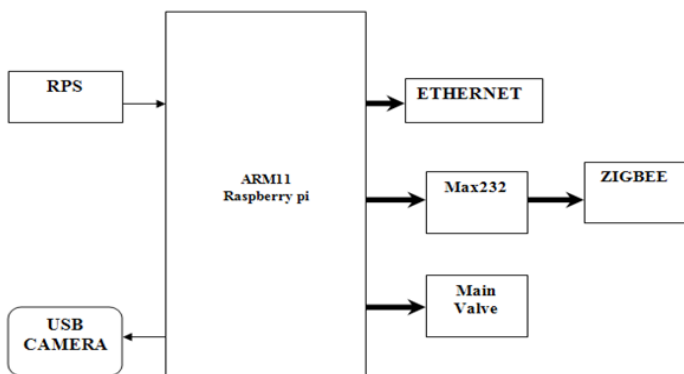 RPS
ETHERNET
ARM11
Raspberry pi
Max232
ZIGBEE
Main
Valve
USB
CAMERA